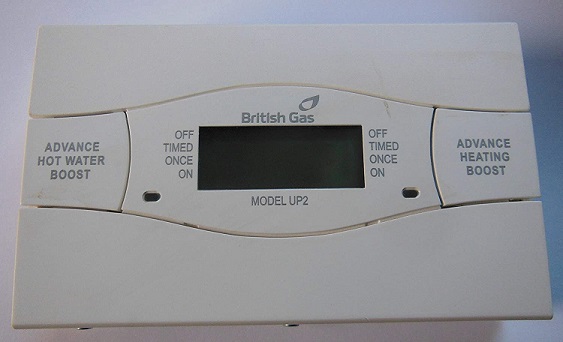 British Gas
ADVANCE
HOT WATER
BOOST
OFF
TIMED
ONCE
ON
OFF
TIMED
ONCE
ON
ADVANCE
HEATING
BOOST
MODEL UP2